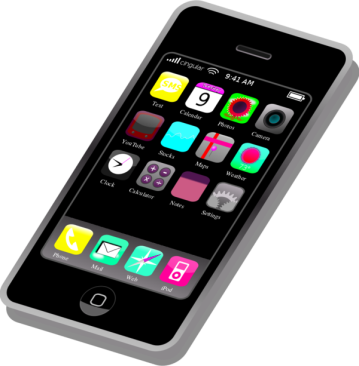 cingular 9:41 AM
SMS
9
Text Calendar Photos Camera
YouTube Stocks Maps Weather
Clock Calculator Notes Settings
Phone Mail Web iPod